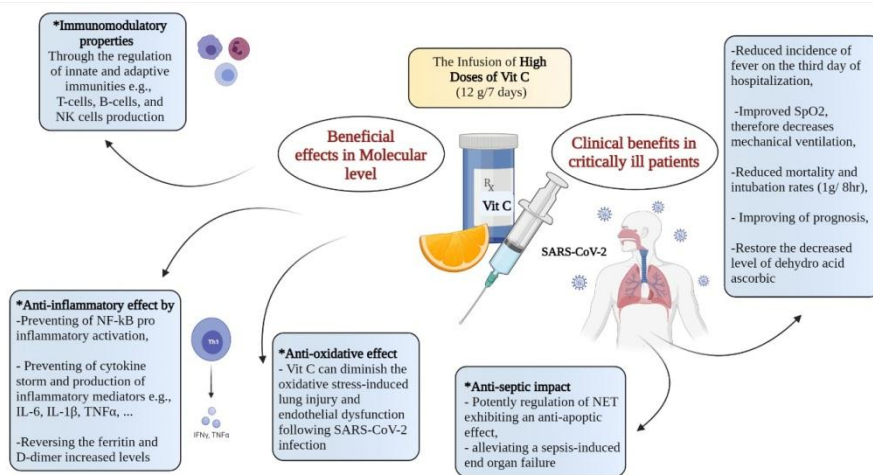 *Immunomodulatory
properties
Through the regulation
of innate and adaptive
immunities e.g.,
T-cells, B-cells, and
NK cells production
The Infusion of High
Doses of Vit C
(12 g/7 days)
Beneficial
effects in Molecular
level
Clinical benefits in
critically ill patients
-Reduced incidence of
fever on the third day of
hospitalization,
-Improved SpO2,
therefore decreases
mechanical ventilation,
-Reduced mortality and
intubation rates (1g/ 8hr),
- Improving of prognosis,
-Restore the decreased
level of dehydro acid
ascorbic
Rx
Vit C
SARS-CoV-2
*Anti-inflammatory effect by
-Preventing of NF-kB pro
inflammatory activation,
- Preventing of cytokine
storm and production of
inflammatory mediators e.g.,
IL-6, IL-1β, TNFα, ...
-Reversing the ferritin and
D-dimer increased levels
Th1
IFNγ, TNFα
*Anti-oxidative effect
- Vit C can diminish the
oxidative stress-induced
lung injury and
endothelial dysfunction
following SARS-CoV-2
infection
*Anti-septic impact
- Potently regulation of NET
exhibiting an anti-apoptic
effect,
- alleviating a sepsis-induced
end organ failure